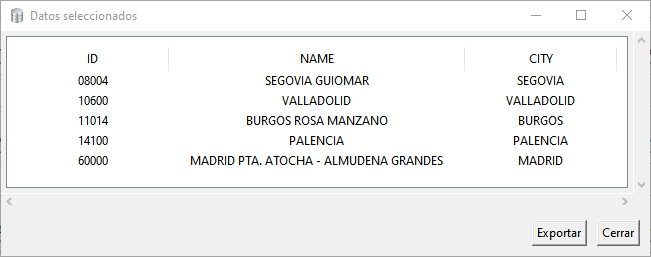 Datos seleccionados
ID NAME CITY
08004 SEGOVIA GUIOMAR SEGOVIA
10600 VALLADOLID VALLADOLID
11014 BURGOS ROSA MANZANO BURGOS
14100 PALENCIA PALENCIA
60000 MADRID PTA. ATOCHA - ALMUDENA GRANDES MADRID
Exportar Cerrar